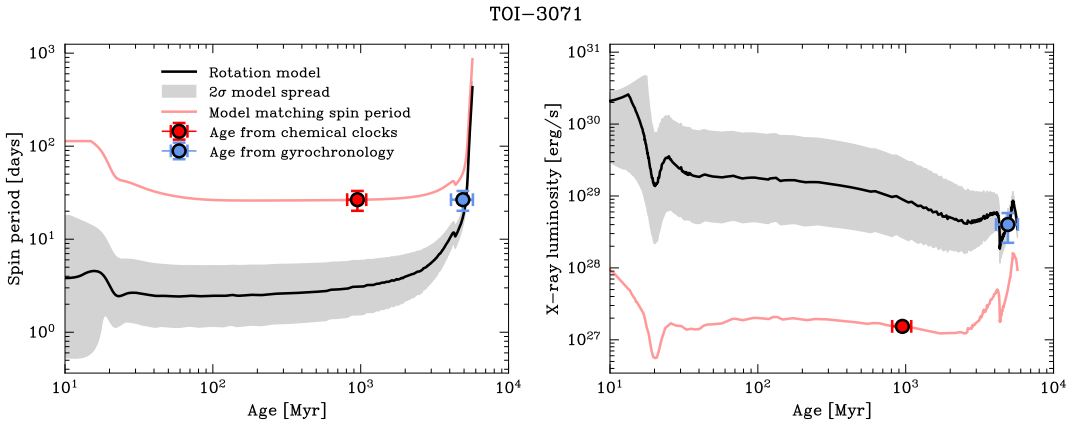 TOI−3071
10³
10²
10¹
10⁰
Spin period [days]
Rotation model
2σ model spread
Model matching spin period
Age from chemical clocks
Age from gyrochronology
10¹ 10² 10³ 10⁴
Age [Myr]
10³¹
10³⁰
10²⁹
10²⁸
10²⁷
X-ray luminosity [erg/s]
10¹ 10² 10³ 10⁴
Age [Myr]